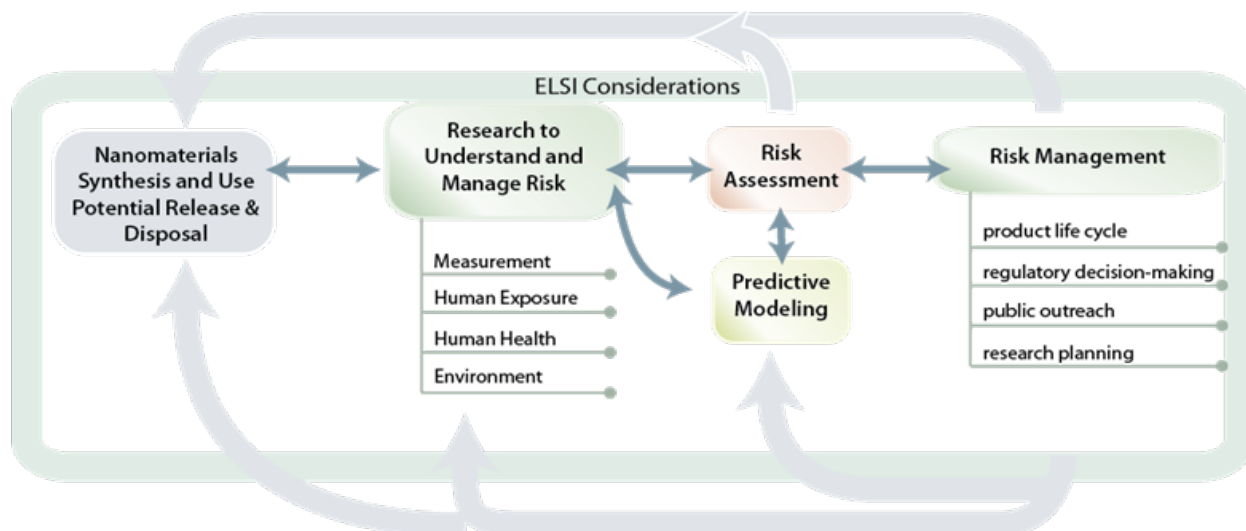 ELSI Considerations
Nanomaterials
Synthesis and Use
Potential Release &
Disposal
Research to
Understand and
Manage Risk
Measurement
Human Exposure
Human Health
Environment
Risk
Assessment
Predictive
Modeling
Risk Management
product life cycle
regulatory decision-making
public outreach
research planning